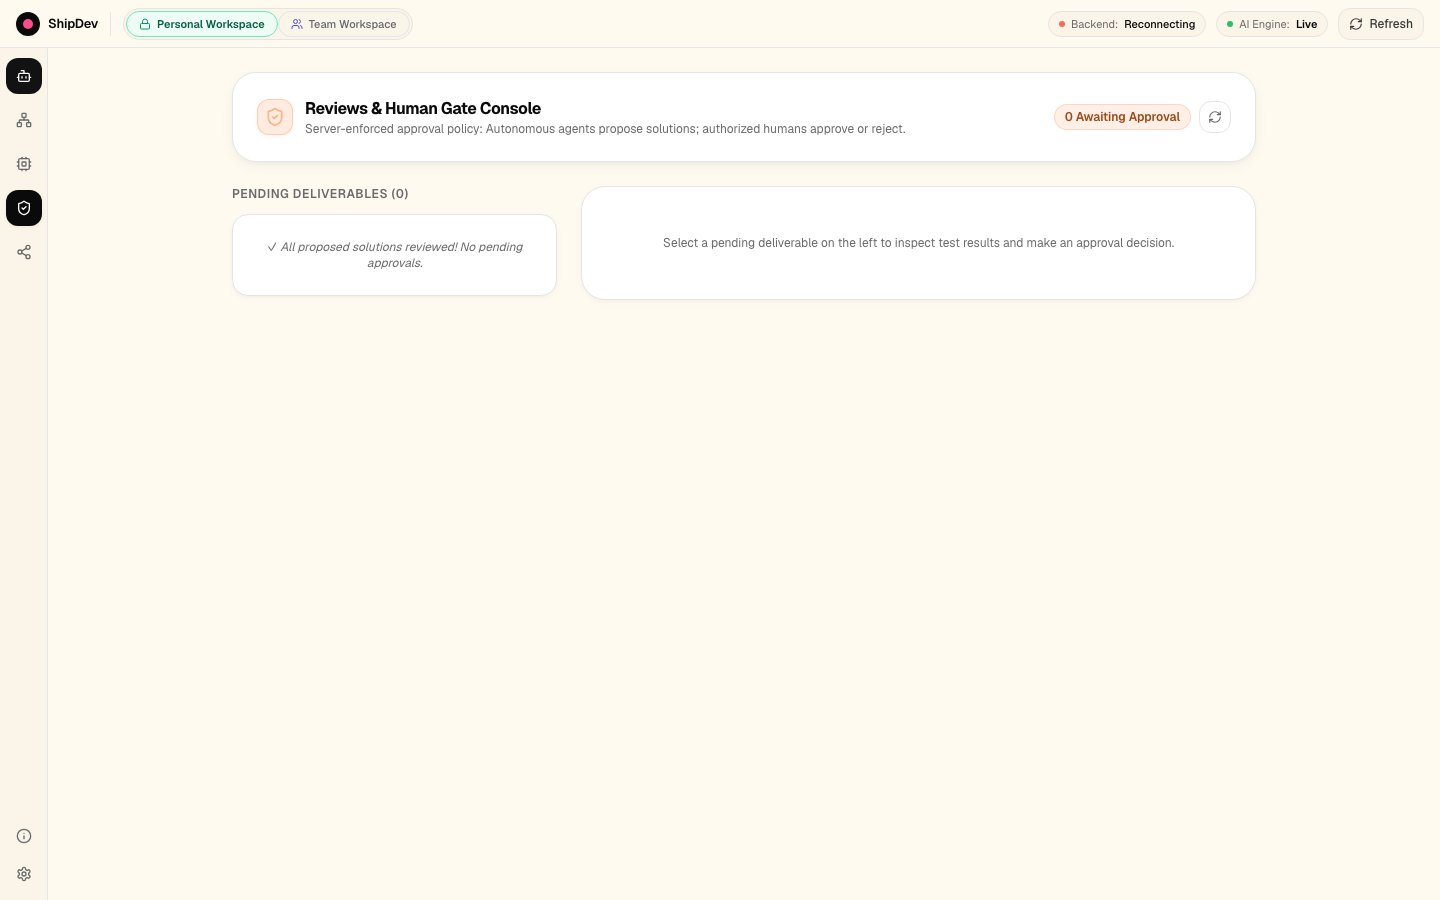 ShipDev
Personal Workspace
Team Workspace
Backend: Reconnecting
AI Engine: Live
Refresh
Reviews & Human Gate Console
Server-enforced approval policy: Autonomous agents propose solutions; authorized humans approve or reject.
0 Awaiting Approval
PENDING DELIVERABLES (0)
✓ All proposed solutions reviewed! No pending
approvals.
Select a pending deliverable on the left to inspect test results and make an approval decision.